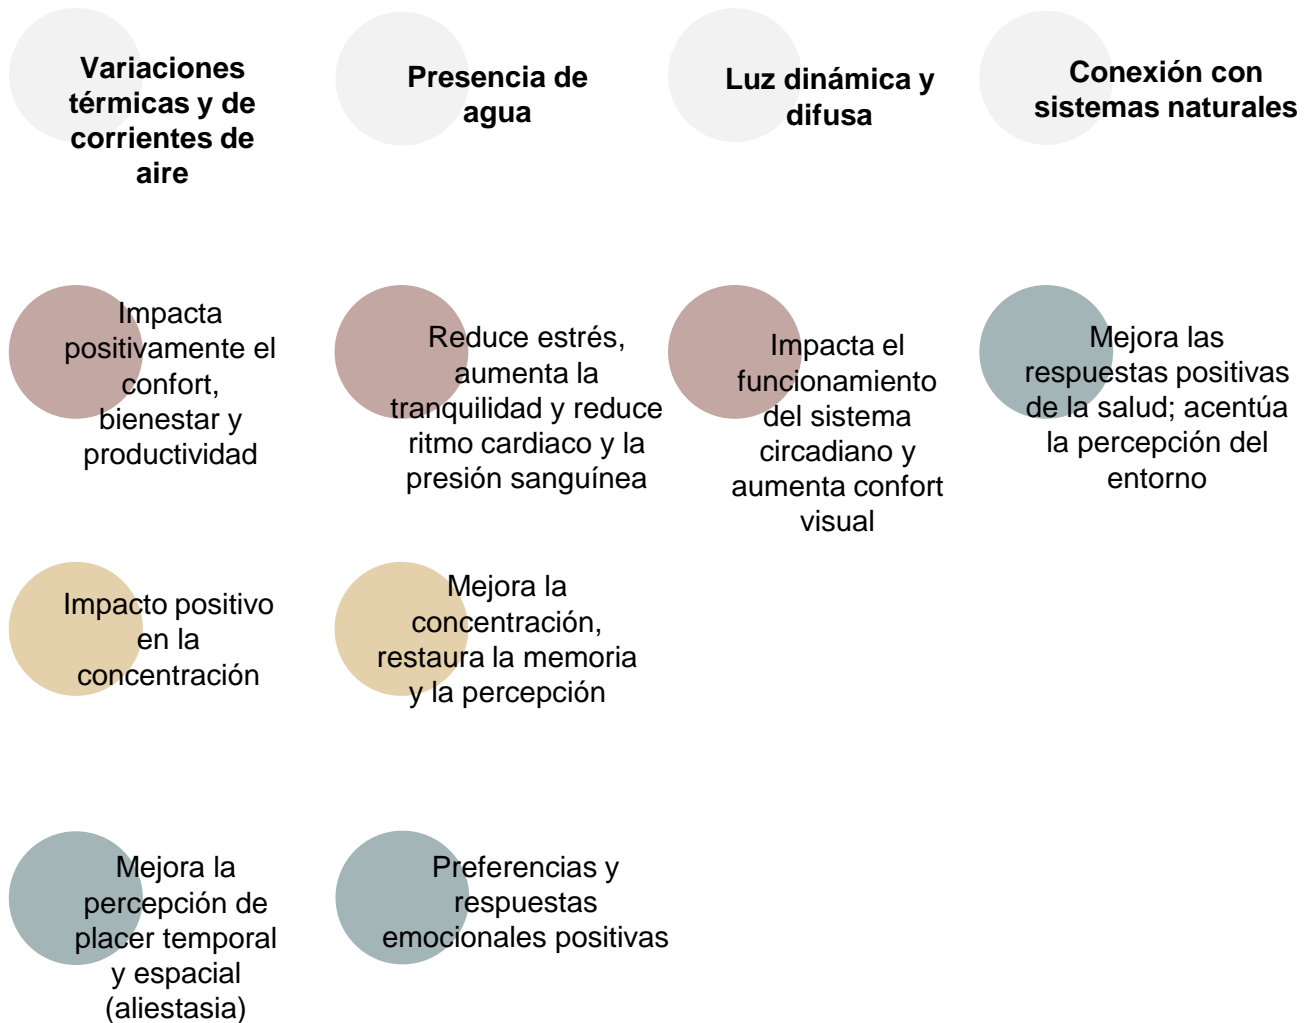 Variaciones
térmicas y de
corrientes de
aire
Presencia de
agua
Luz dinámica y
difusa
Conexión con
sistemas naturales
Impacta
positivamente el
confort,
bienestar y
productividad
Reduce estrés,
aumenta la
tranquilidad y reduce
ritmo cardiaco y la
presión sanguínea
Impacta el
funcionamiento
del sistema
circadiano y
aumenta confort
visual
Mejora las
respuestas positivas
de la salud; acentúa
la percepción del
entorno
Impacto positivo
en la
concentración
Mejora la
concentración,
restaura la memoria
y la percepción
Mejora la
percepción de
placer temporal
y espacial
(aliestasia)
Preferencias y
respuestas
emocionales positivas